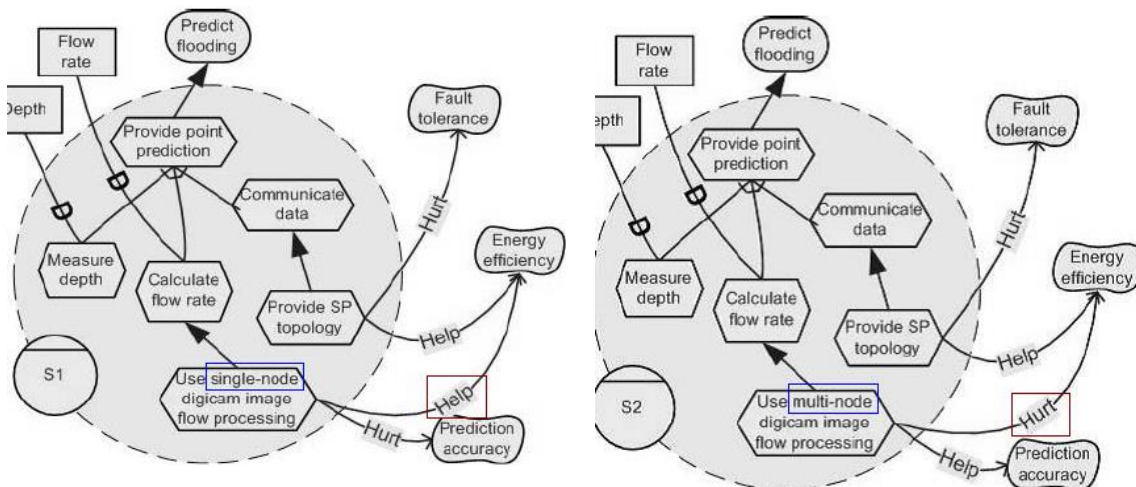 Predict
flooding
Flow
rate
Depth
Fault
tolerance
Provide point
prediction
Communicate
data
Hurt
Measure
depth
Calculate
flow rate
Energy
efficiency
Provide SP
topology
Help
S1
Use single-node
digicam image
flow processing
Help
Hurt
Prediction
accuracy
Predict
flooding
Flow
rate
epth
Fault
tolerance
Provide point
prediction
Communicate
data
Hurt
Measure
depth
Calculate
flow rate
Energy
efficiency
Provide SP
topology
Help
S2
Use multi-node
digicam image
flow processing
Hurt
Help
Prediction
accuracy